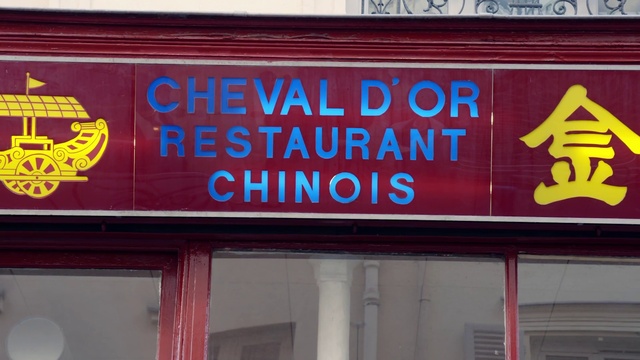 CHEVAL D'OR
RESTAURANT
CHINOIS
金